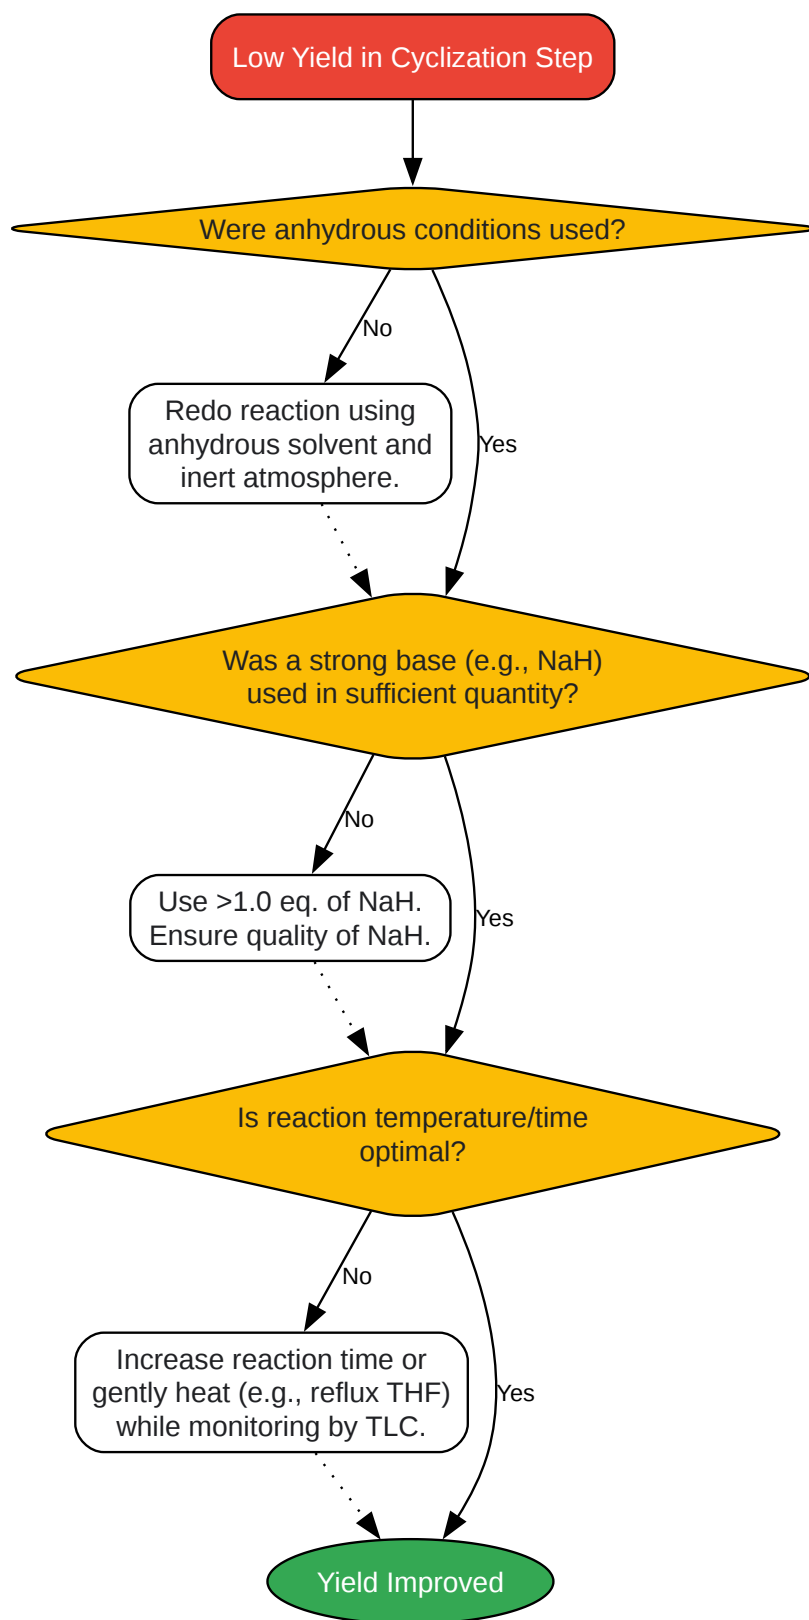 Low Yield in Cyclization Step
Were anhydrous conditions used?
No
Redo reaction using
anhydrous solvent and
inert atmosphere.
Yes
Was a strong base (e.g., NaH)
used in sufficient quantity?
No
Use >1.0 eq. of NaH.
Ensure quality of NaH.
Yes
Is reaction temperature/time
optimal?
No
Increase reaction time or
gently heat (e.g., reflux THF)
while monitoring by TLC.
Yes
Yield Improved